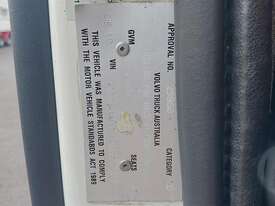 APPROVAL NO.
CATEGORY
VOLVO TRUCK AUSTRALIA
GVM
SEATS
VIN
THIS VEHICLE WAS MANUFACTURED TO COMPLY
WITH THE MOTOR VEHICLE STANDARDS ACT 1989